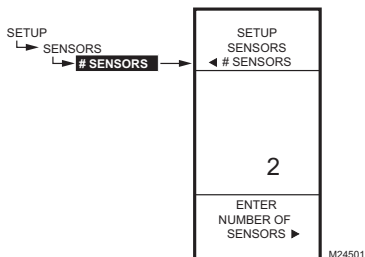 SETUP
SENSORS
# SENSORS
SETUP
SENSORS
◄ # SENSORS
2
ENTER
NUMBER OF
SENSORS ►
M24501